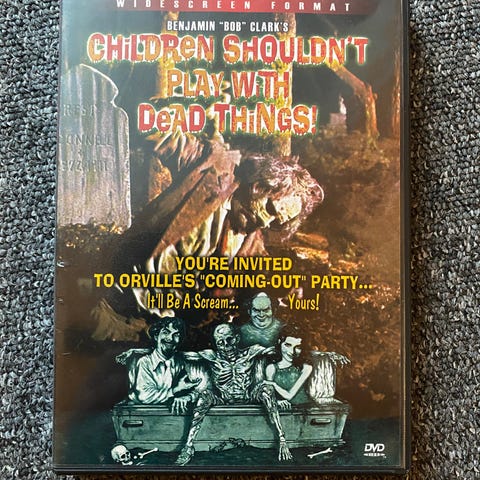 WIDESCREEN FORMAT
BENJAMIN "BOB" CLARK'S
CHiLDREN SHOULDN'T
PLAY WiTH
DeAD THiNGS!
YOU'RE INVITED
TO ORVILLE'S "COMING-OUT" PARTY...
It'll Be A Scream... Yours!
DVD